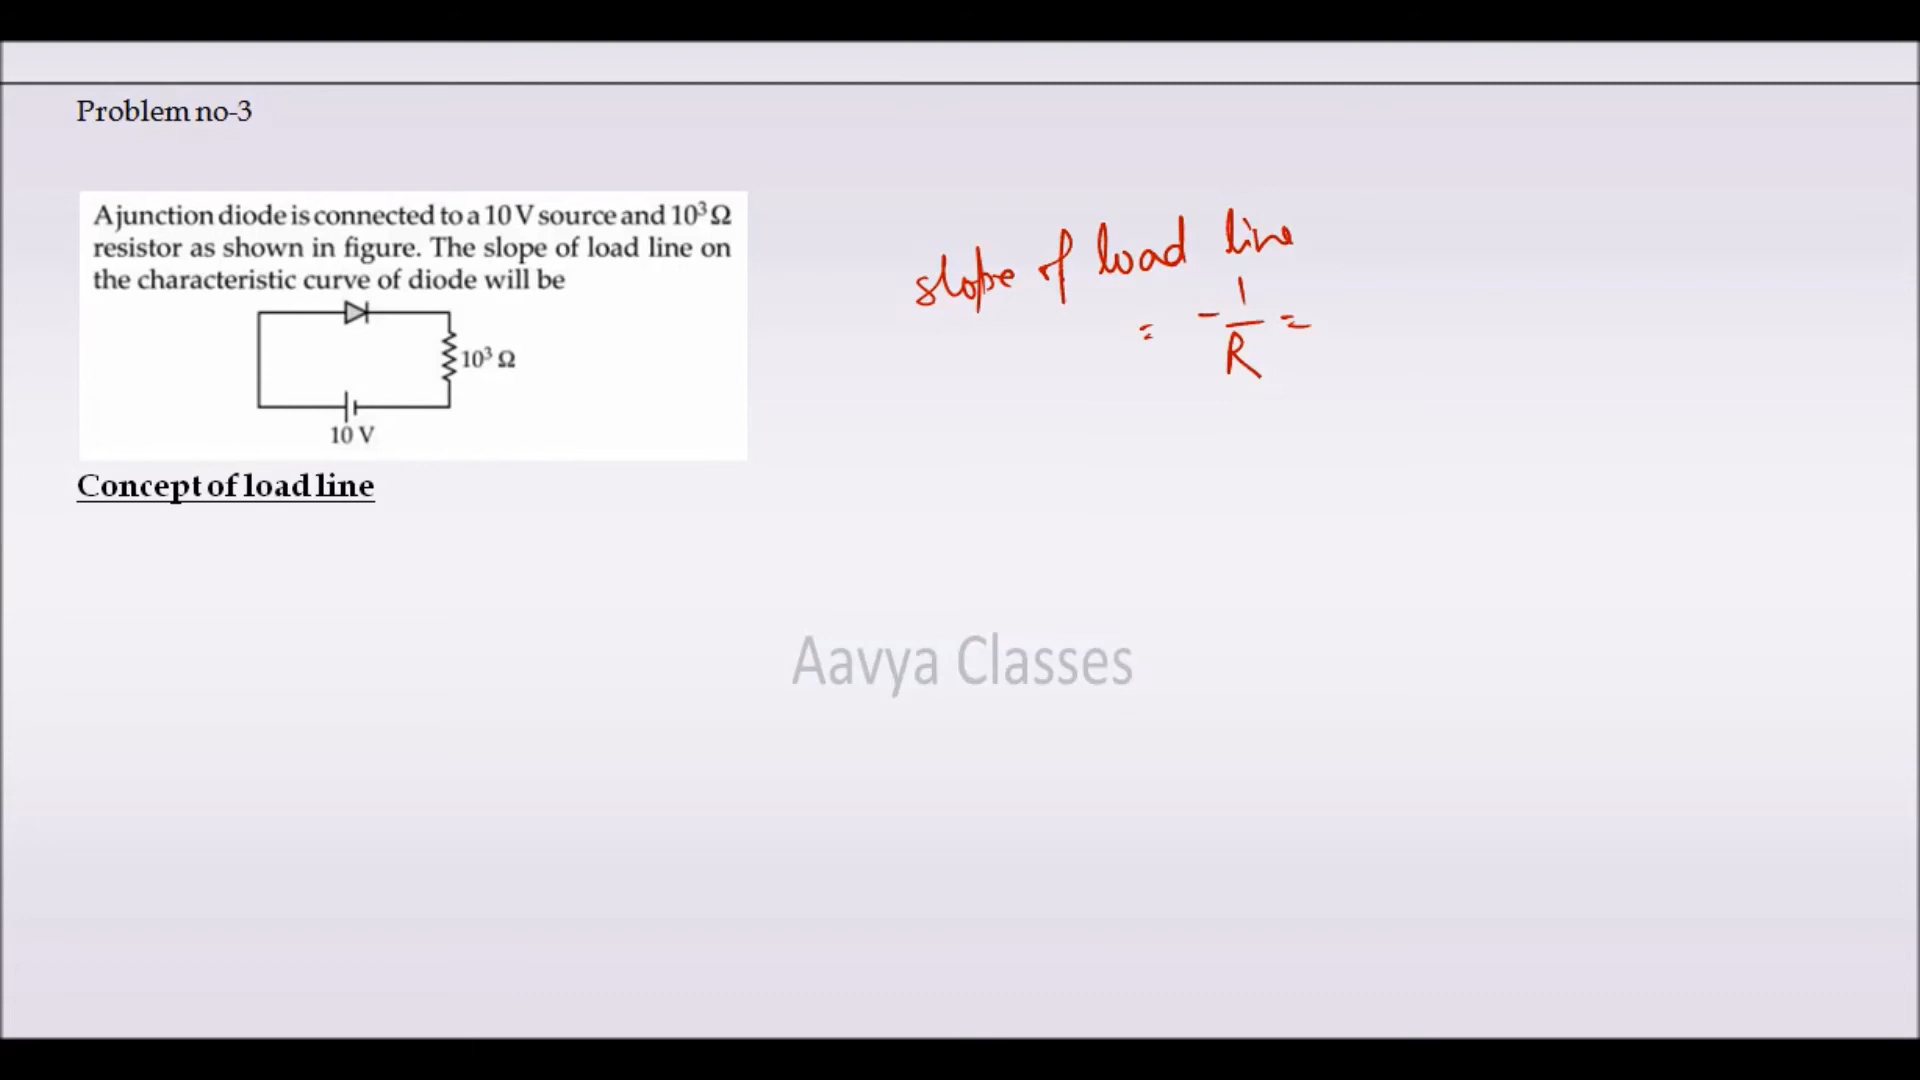 Problem no-3
A junction diode is connected to a 10 V source and 10³ Ω
resistor as shown in figure. The slope of load line on
the characteristic curve of diode will be
10³ Ω
10 V
Concept of load line
slope of load line
= - 1/R =
Aavya Classes